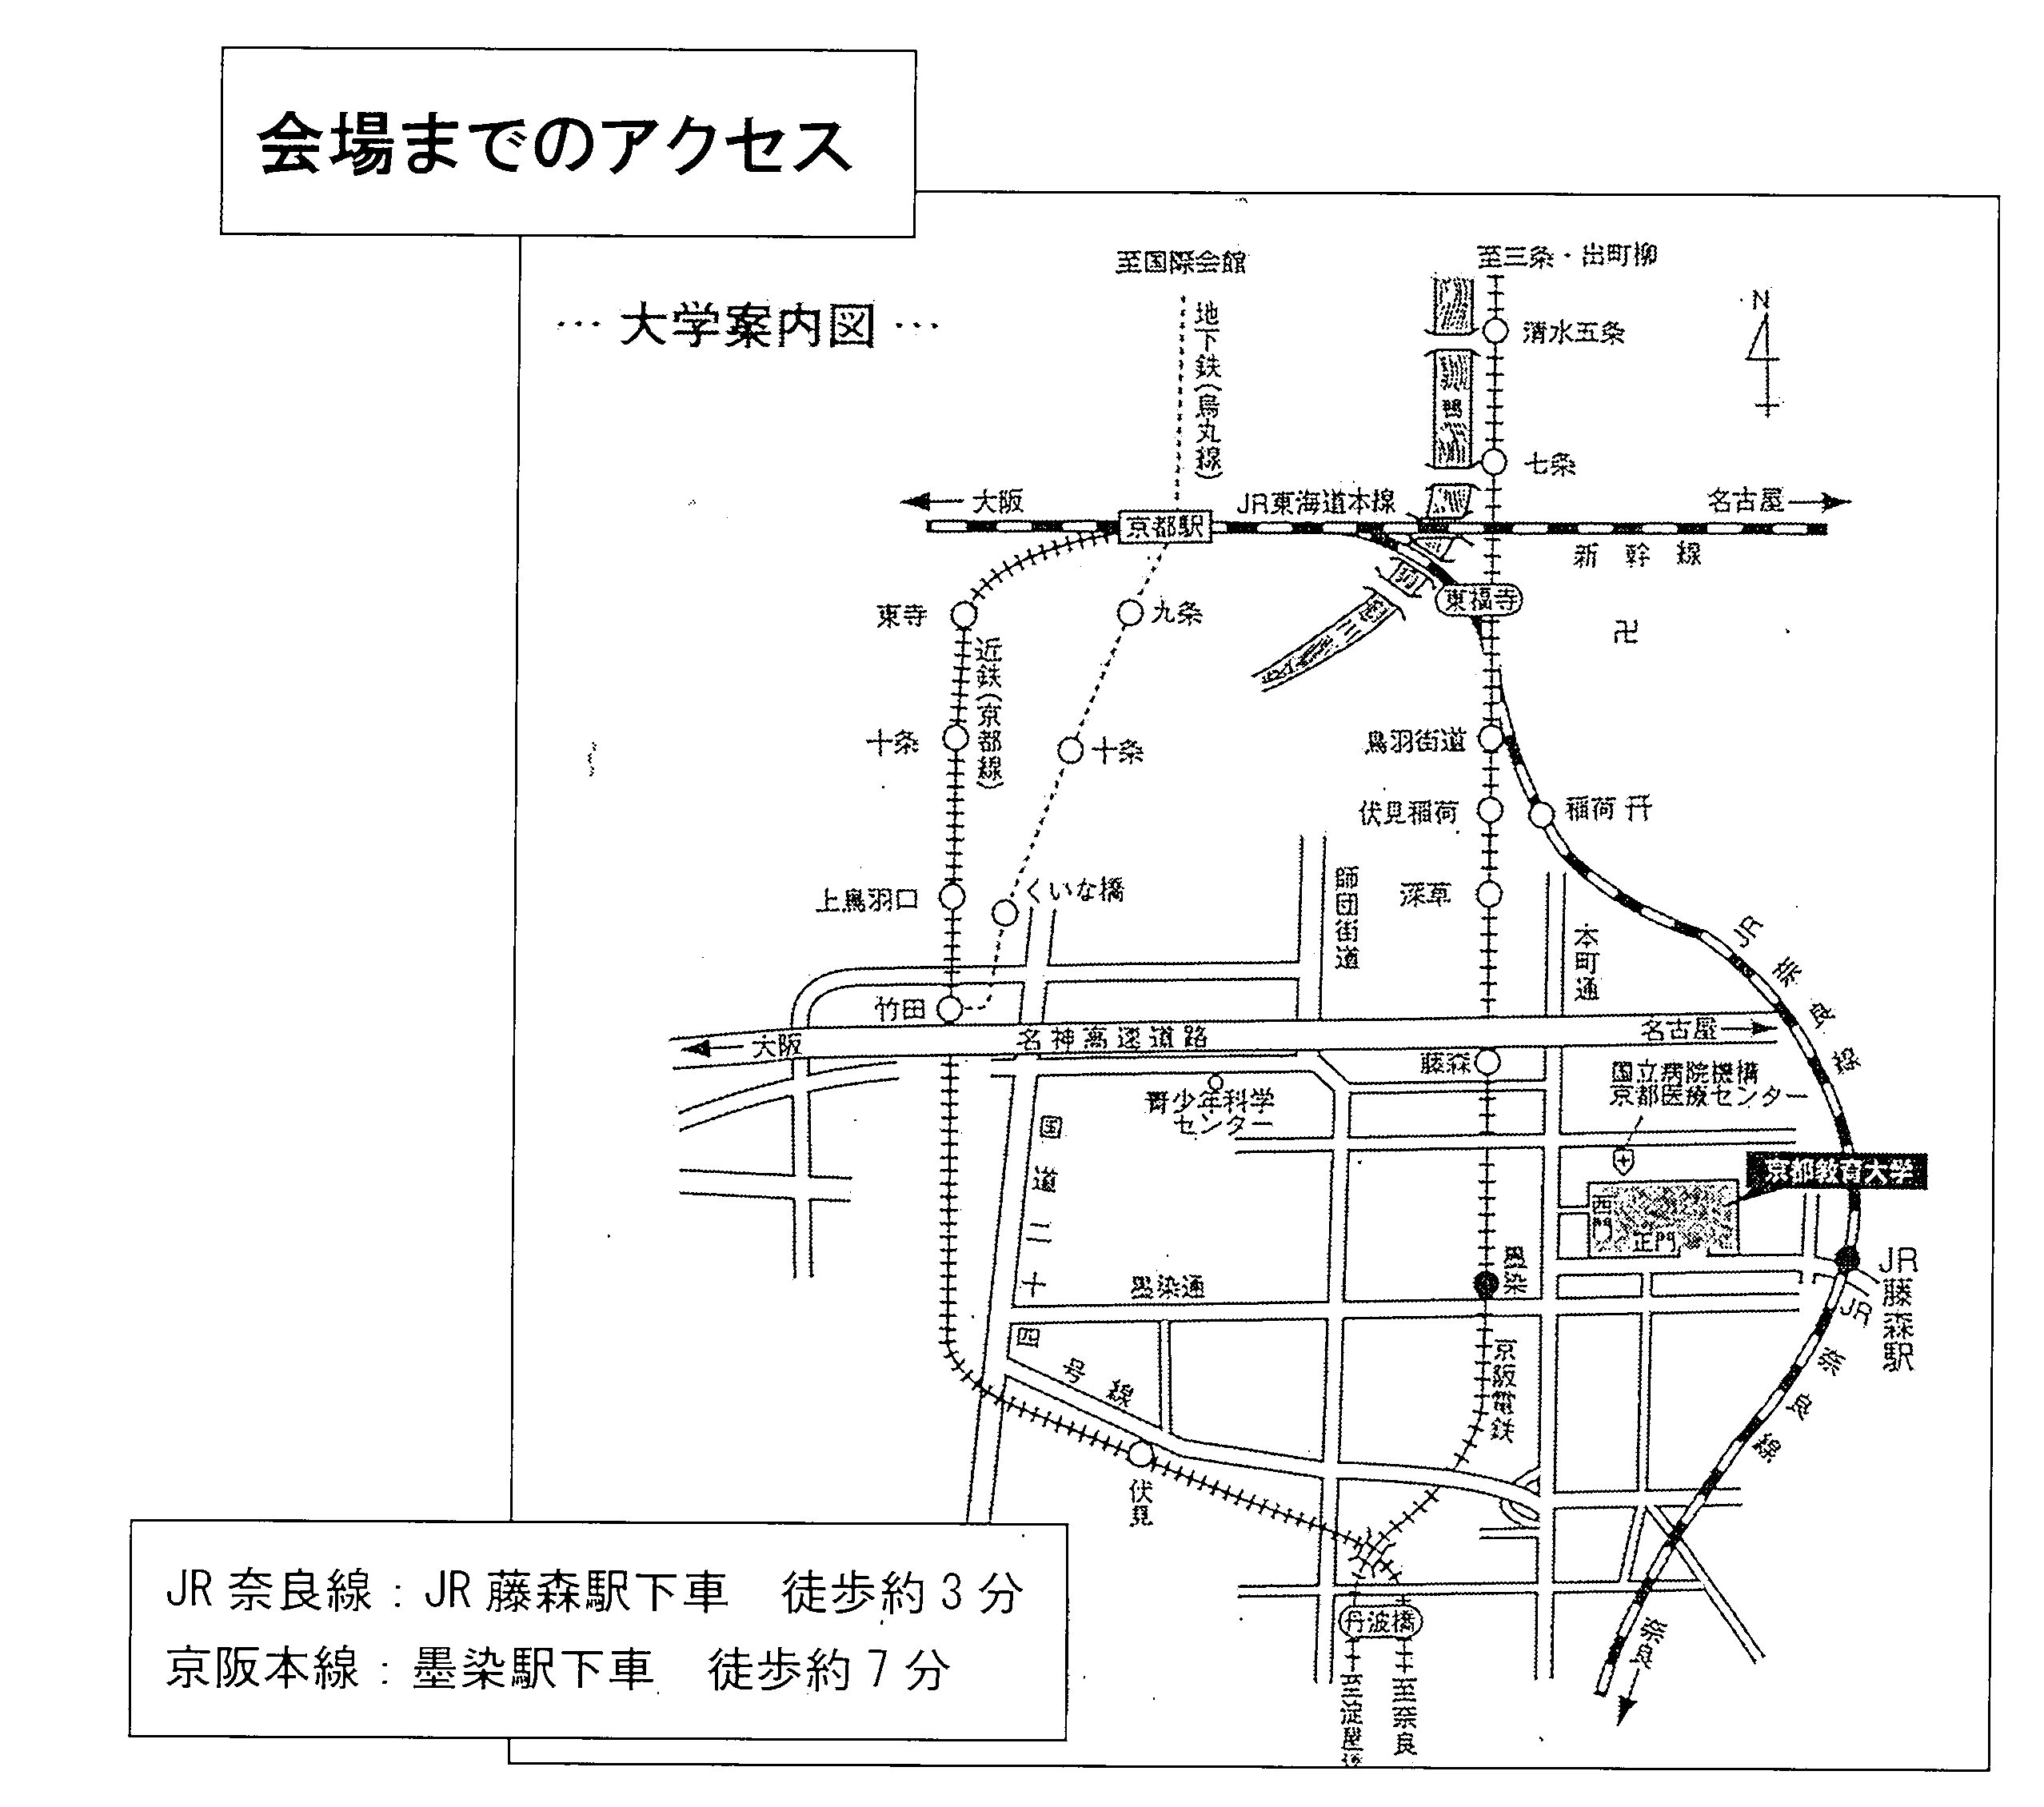 会場までのアクセス
… 大学案内図 …
至国際会館
至三条・出町柳
N
地下鉄(烏丸線)
清水五条
鴨
七条
大阪
JR東海道本線
名古屋
京都駅
新幹線
東福寺
東寺
九条
近鉄(京都線)
十条
十条
鳥羽街道
伏見稲荷
稲荷
上鳥羽口
くいな橋
師団街道
深草
本町通
JR奈良線
竹田
名神高速道路
大阪
名古屋
藤森
国立病院機構
京都医療センター
青少年科学
センター
国道二十四号線
京都教育大学
西門
正門
墨染
墨染通
JR藤森駅
JR奈良線
京阪電鉄
伏見
丹波橋
奈良
至奈良
JR奈良線：JR藤森駅下車　徒歩約3分
京阪本線：墨染駅下車　徒歩約7分